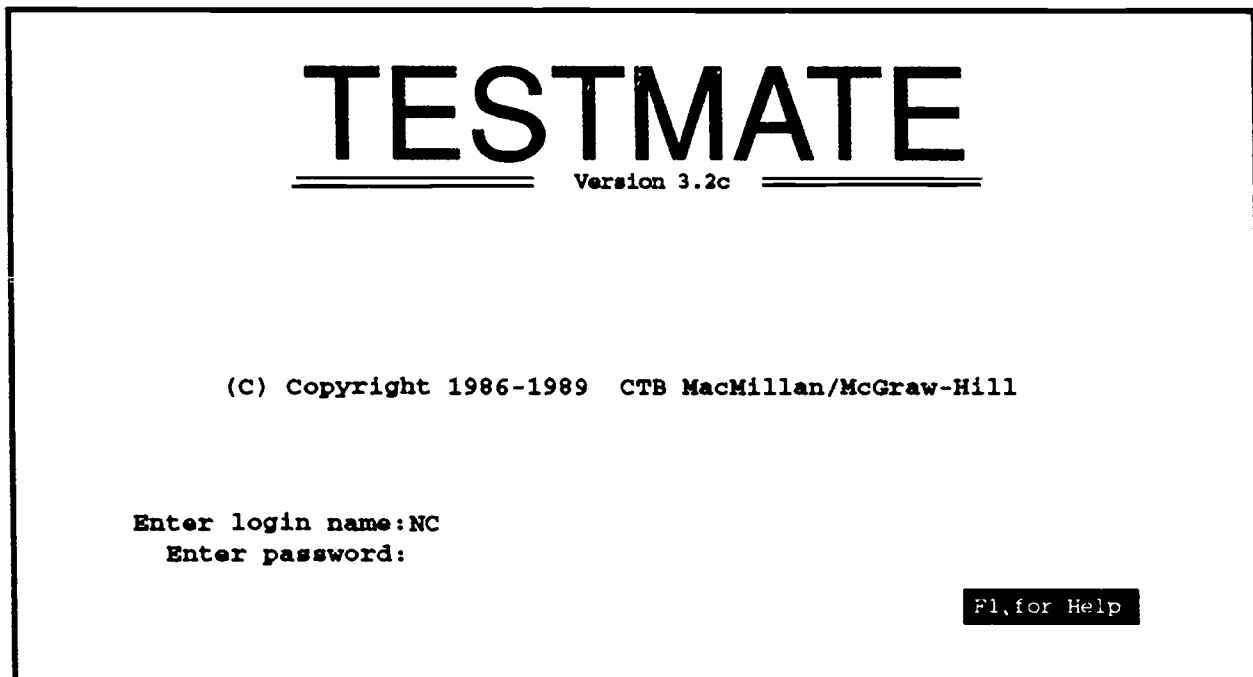 TESTMATE
Version 3.2c
(C) Copyright 1986-1989 CTB MacMillan/McGraw-Hill
Enter login name:NC
Enter password:
F1,for Help